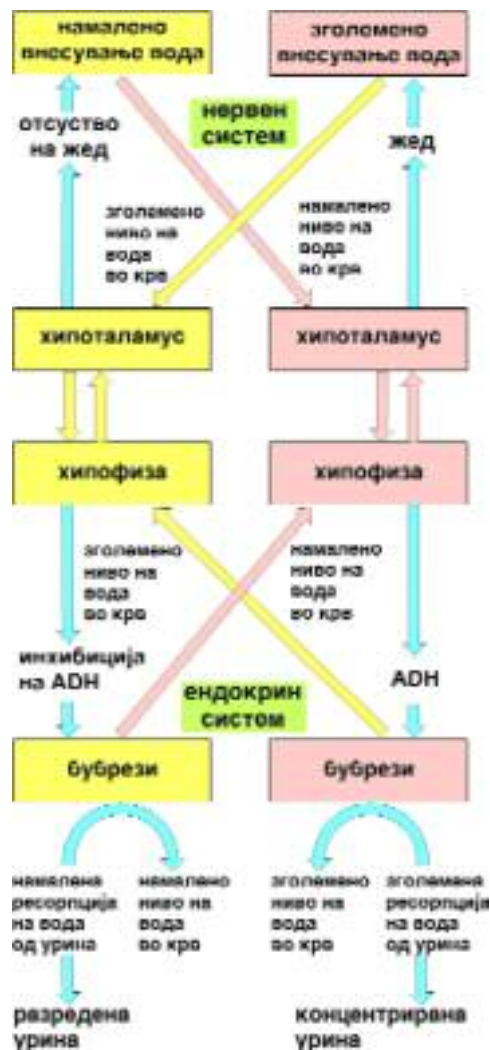 намалено
внесување вода
зголемено
внесување вода
нервен
систем
отсуство
на жед
жед
зголемено
ниво на
вода
во крв
намалено
ниво на
вода
во крв
хипоталамус
хипоталамус
хипофиза
хипофиза
зголемено
ниво на
вода
во крв
намалено
ниво на
вода
во крв
инхибиција
на ADH
ADH
ендокрин
систем
бубрези
бубрези
намалена
ресорпција
на вода
од урина
намалено
ниво на
вода
во крв
зголемено
ниво на
вода
во крв
зголемена
ресорпција
на вода
од урина
разредена
урина
концентрирвна
урина